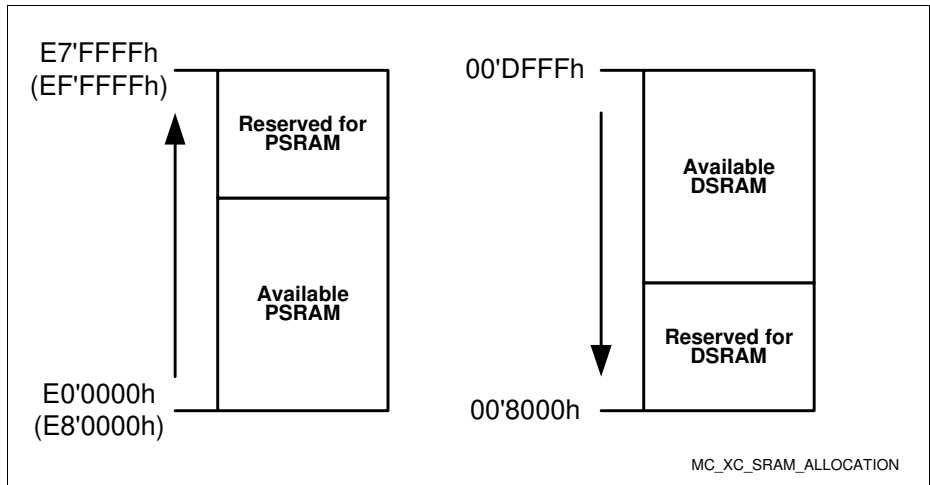 E7'FFFFh
(EF'FFFFh)
Reserved for
PSRAM
Available
PSRAM
E0'0000h
(E8'0000h)
00'DFFFh
Available
DSRAM
Reserved for
DSRAM
00'8000h
MC_XC_SRAM_ALLOCATION